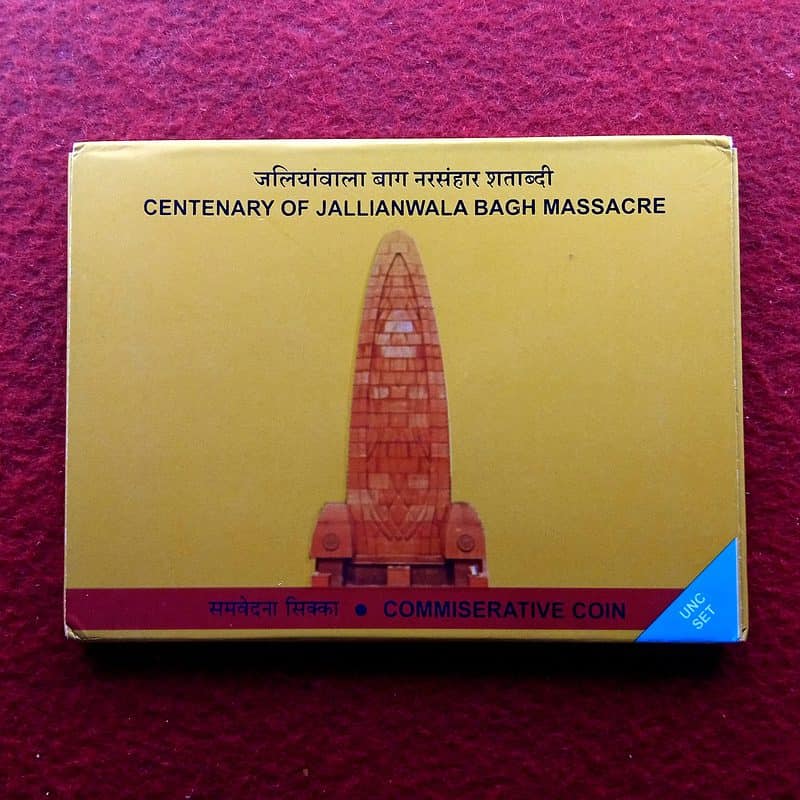 जलियांवाला बाग नरसंहार शताब्दी
CENTENARY OF JALLIANWALA BAGH MASSACRE
समवेदना सिक्का ● COMMISERATIVE COIN
UNC
SET